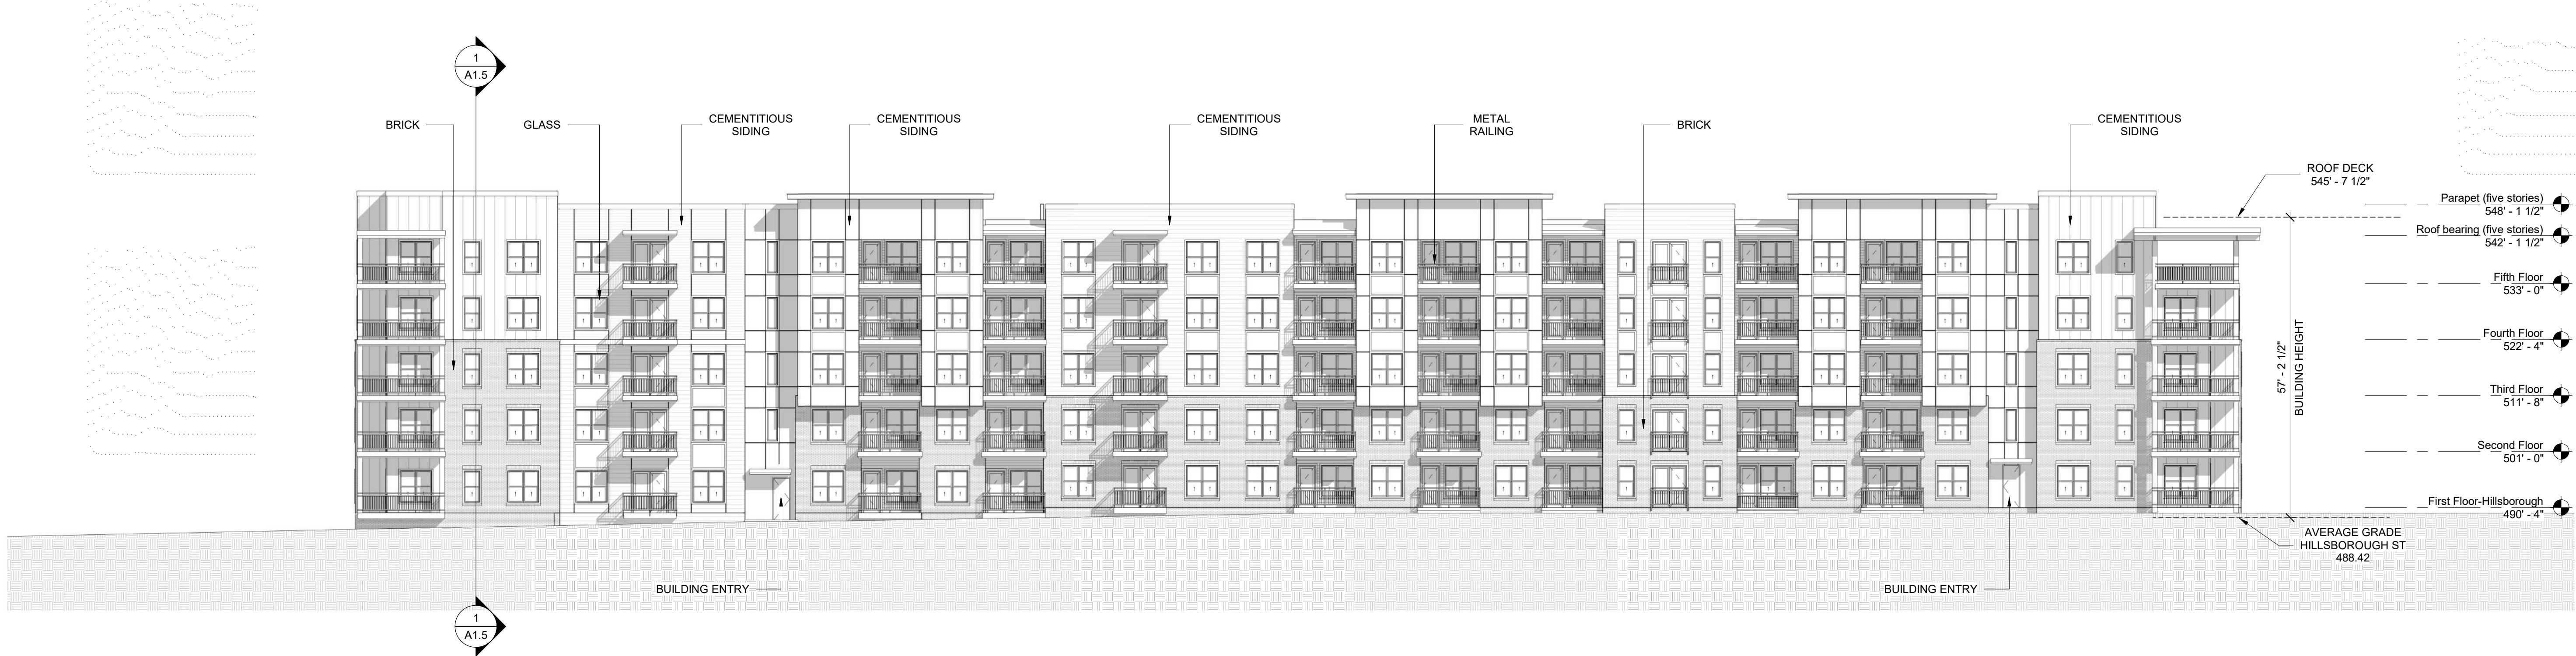 1
A1.5
BRICK
GLASS
CEMENTITIOUS
SIDING
CEMENTITIOUS
SIDING
CEMENTITIOUS
SIDING
METAL
RAILING
BRICK
CEMENTITIOUS
SIDING
ROOF DECK
545' - 7 1/2"
Parapet (five stories)
548' - 1 1/2"
Roof bearing (five stories)
542' - 1 1/2"
Fifth Floor
533' - 0"
Fourth Floor
522' - 4"
Third Floor
511' - 8"
Second Floor
501' - 0"
First Floor-Hillsborough
490' - 4"
57' - 2 1/2"
BUILDING HEIGHT
AVERAGE GRADE
HILLSBOROUGH ST
488.42
BUILDING ENTRY
BUILDING ENTRY
1
A1.5